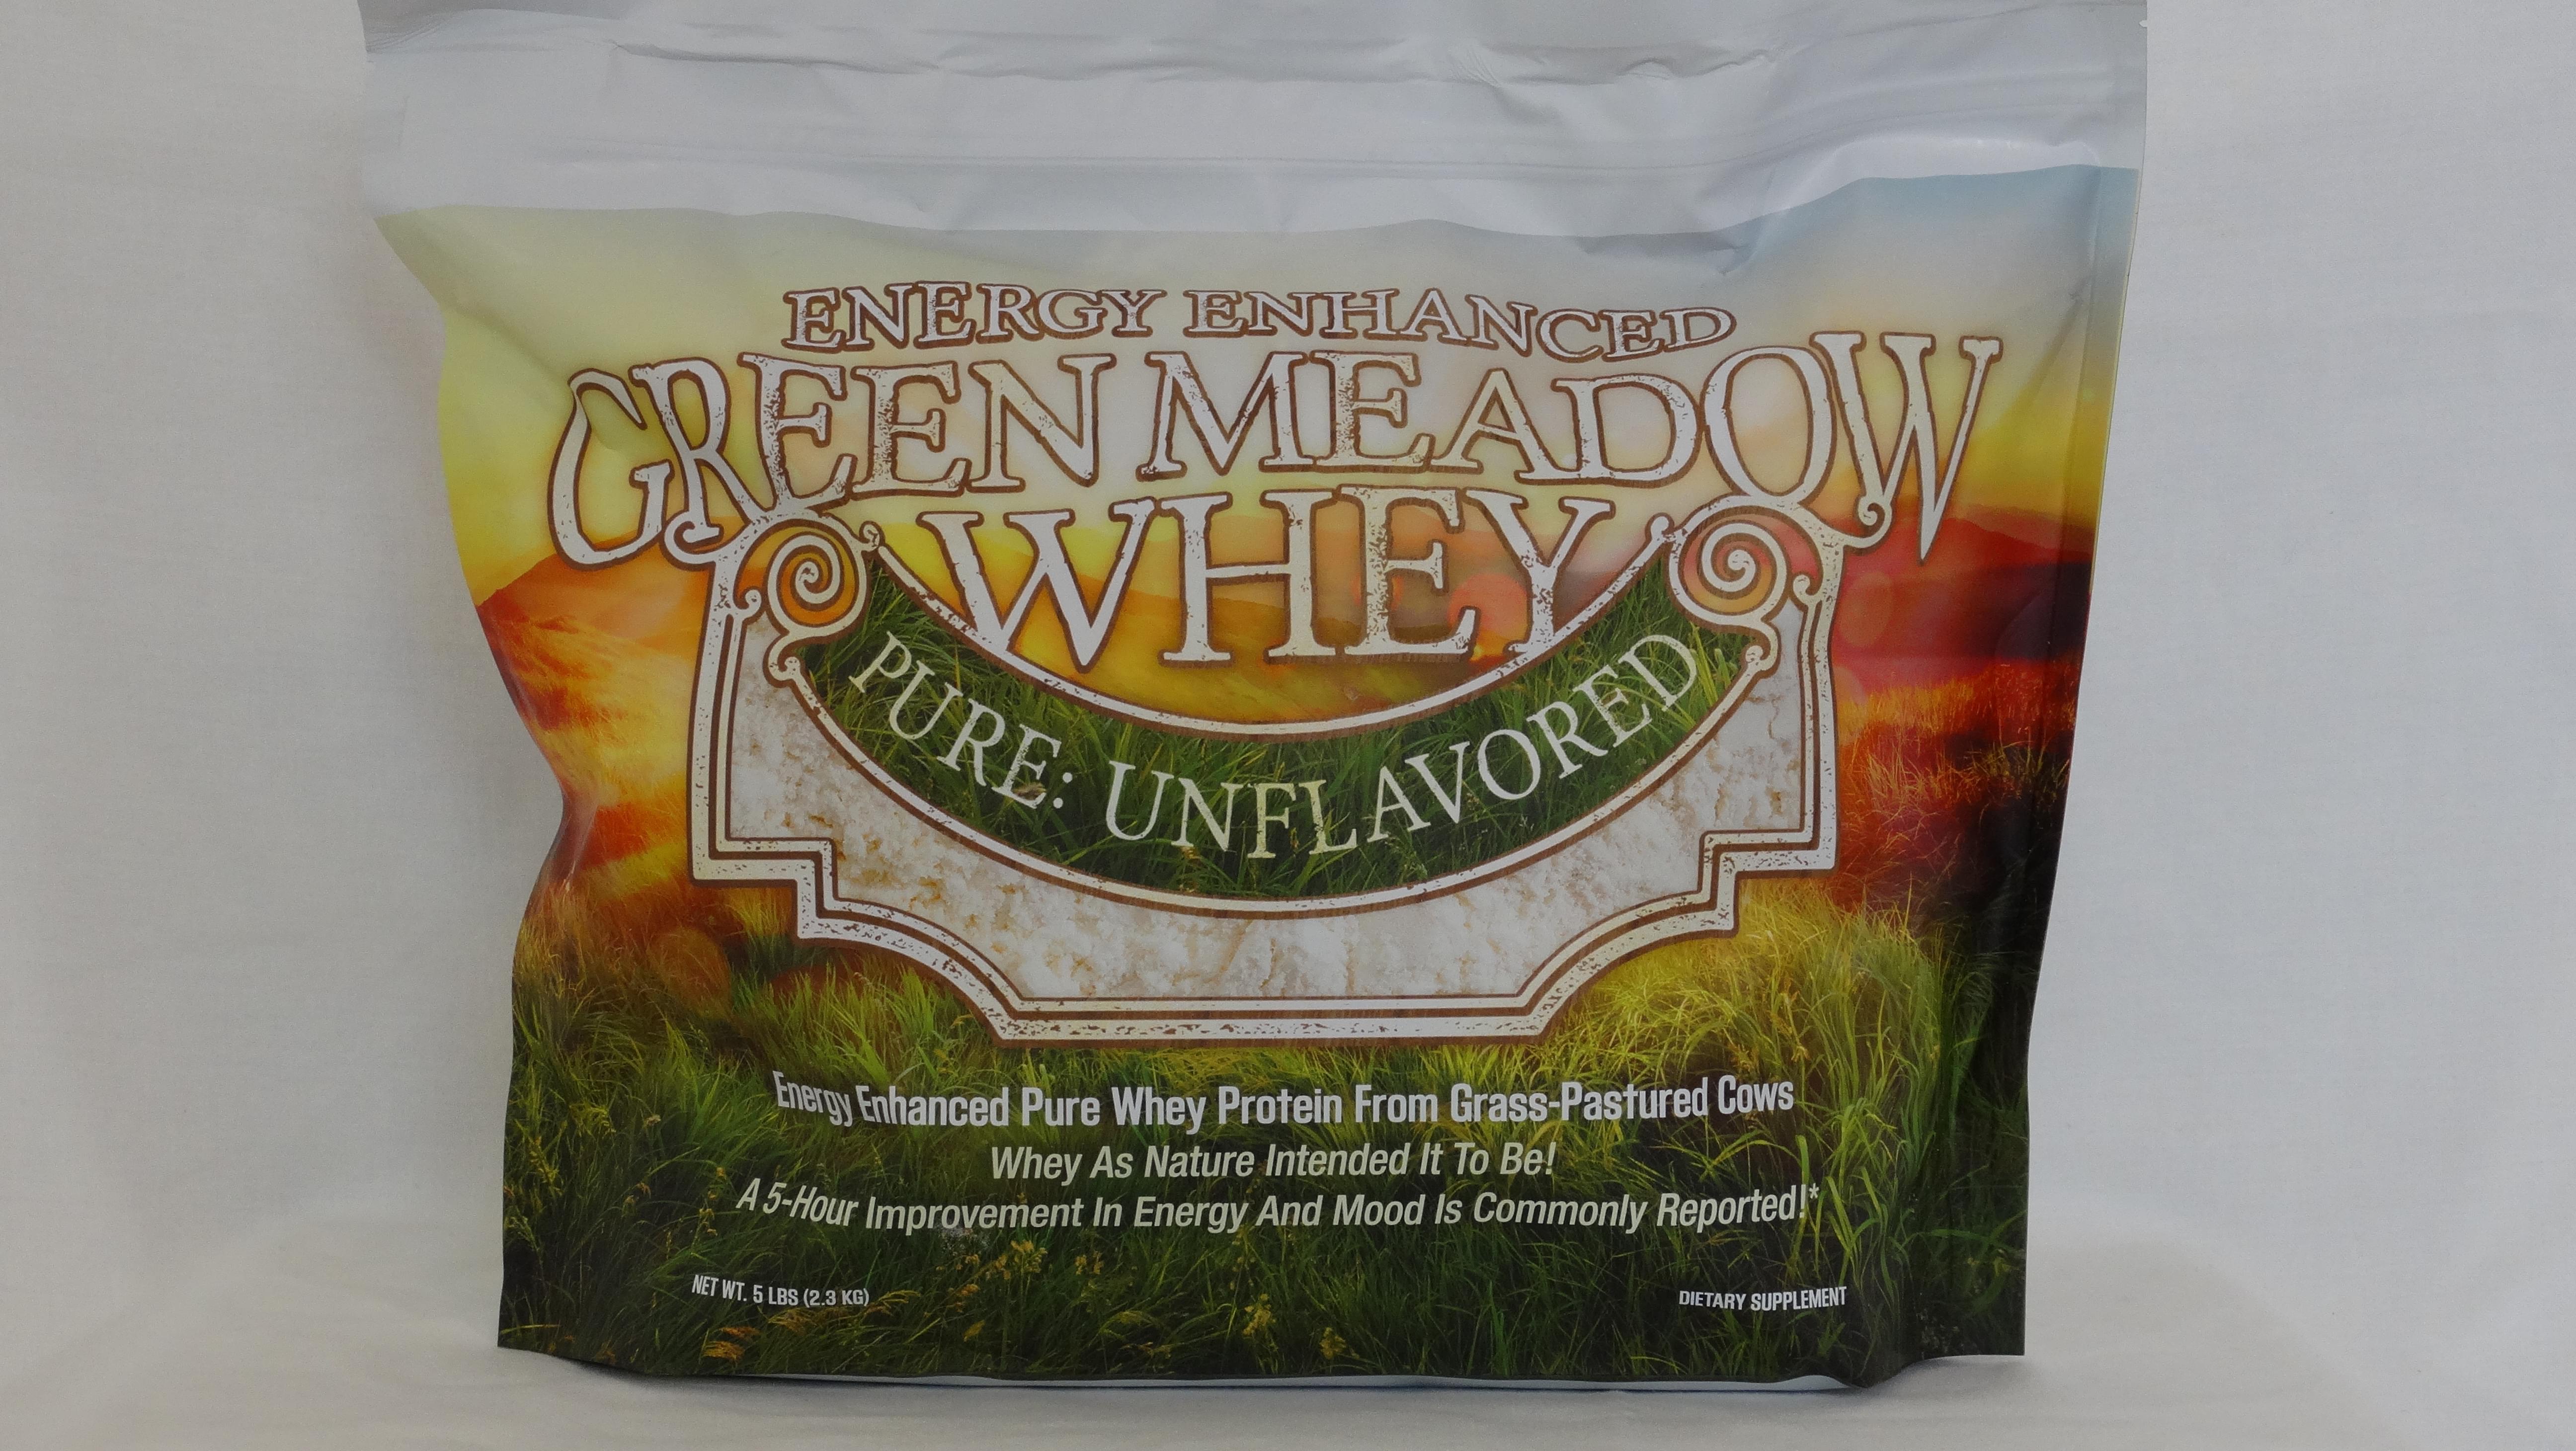 ENERGY ENHANCED
GREEN MEADOW
WHEY
PURE: UNFLAVORED
Energy Enhanced Pure Whey Protein From Grass-Pastured Cows
Whey As Nature Intended It To Be!
A 5-Hour Improvement In Energy And Mood Is Commonly Reported!*
NET WT. 5 LBS (2.3 KG)
DIETARY SUPPLEMENT